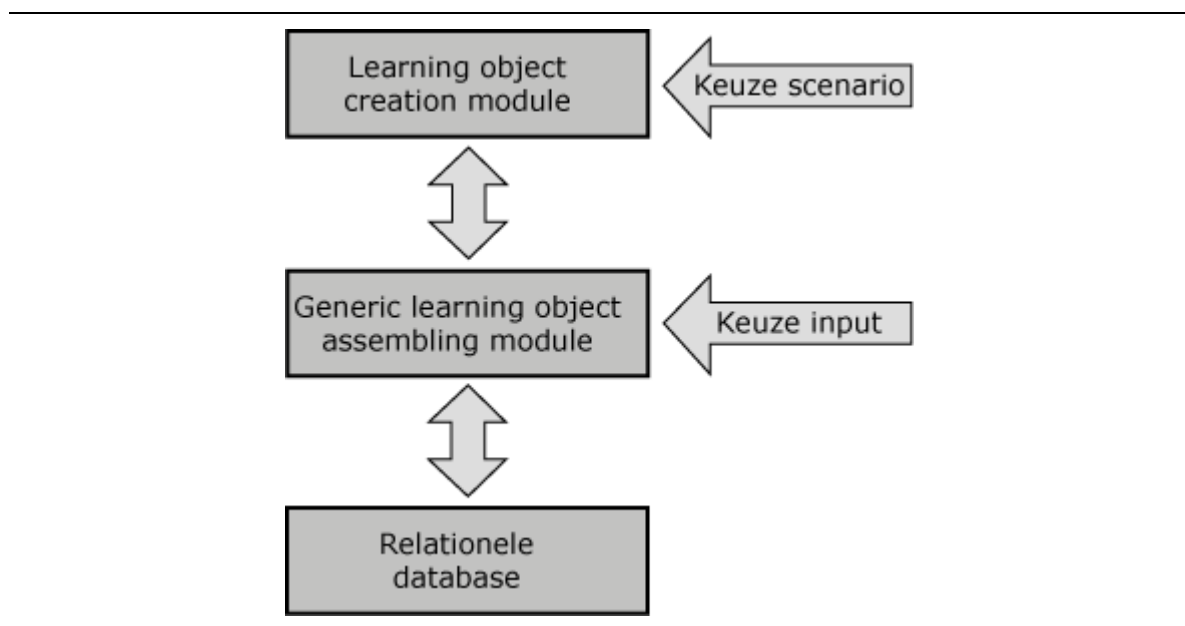 Learning object
creation module
Keuze scenario
Generic learning object
assembling module
Keuze input
Relationele
database